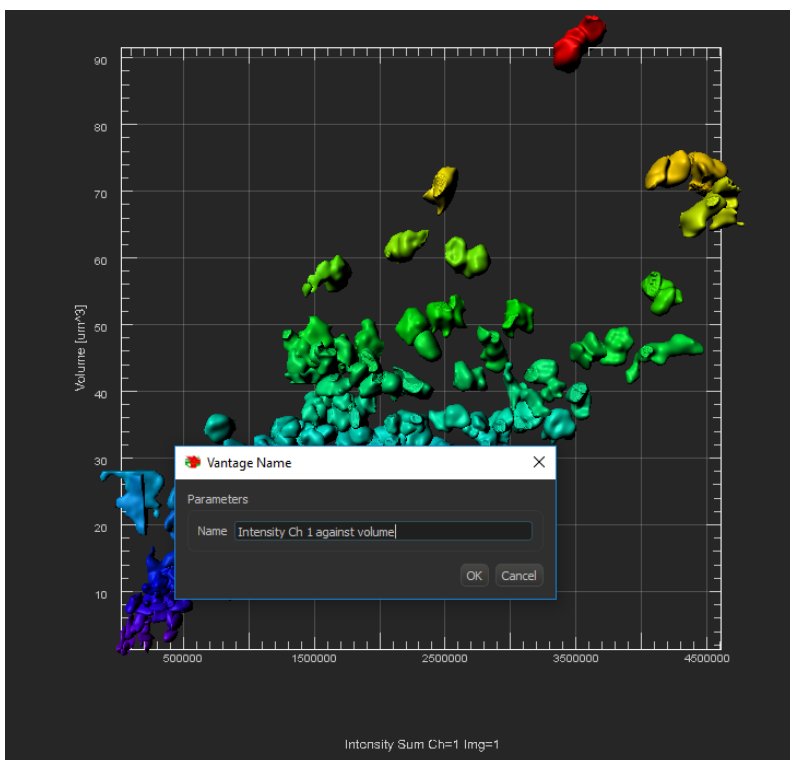 90
80
70
60
50
Volume [um^3]
40
30
Vantage Name
Parameters
20
Name Intensity Ch 1 against volume
OK Cancel
10
500000 1500000 2500000 3500000 4500000
Intensity Sum Ch=1 Img=1